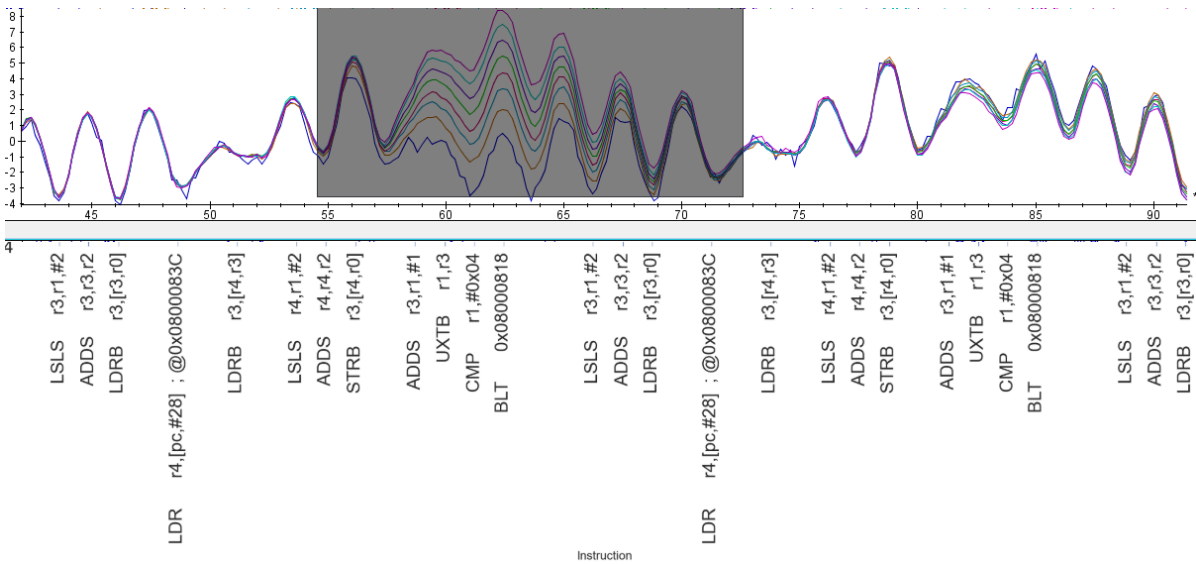 8
7
6
5
4
3
2
1
0
-1
-2
-3
-4
45 50 55 60 65 70 75 80 85 90
4
LSLS r3,r1,#2
ADDS r3,r3,r2
LDRB r3,[r3,r0]
LDR r4,[pc,#28] ; @0x0800083C
LDRB r3,[r4,r3]
LSLS r4,r1,#2
ADDS r4,r4,r2
STRB r3,[r4,r0]
ADDS r1,r1,#1
UXTB r1,r3
CMP r1,#0x04
BLT 0x08000818
LSLS r3,r1,#2
ADDS r3,r3,r2
LDRB r3,[r3,r0]
LDR r4,[pc,#28] ; @0x0800083C
LDRB r3,[r4,r3]
LSLS r4,r1,#2
ADDS r4,r4,r2
STRB r3,[r4,r0]
ADDS r1,r1,#1
UXTB r1,r3
CMP r1,#0x04
BLT 0x08000818
LSLS r3,r1,#2
ADDS r3,r3,r2
LDRB r3,[r3,r0]
Instruction